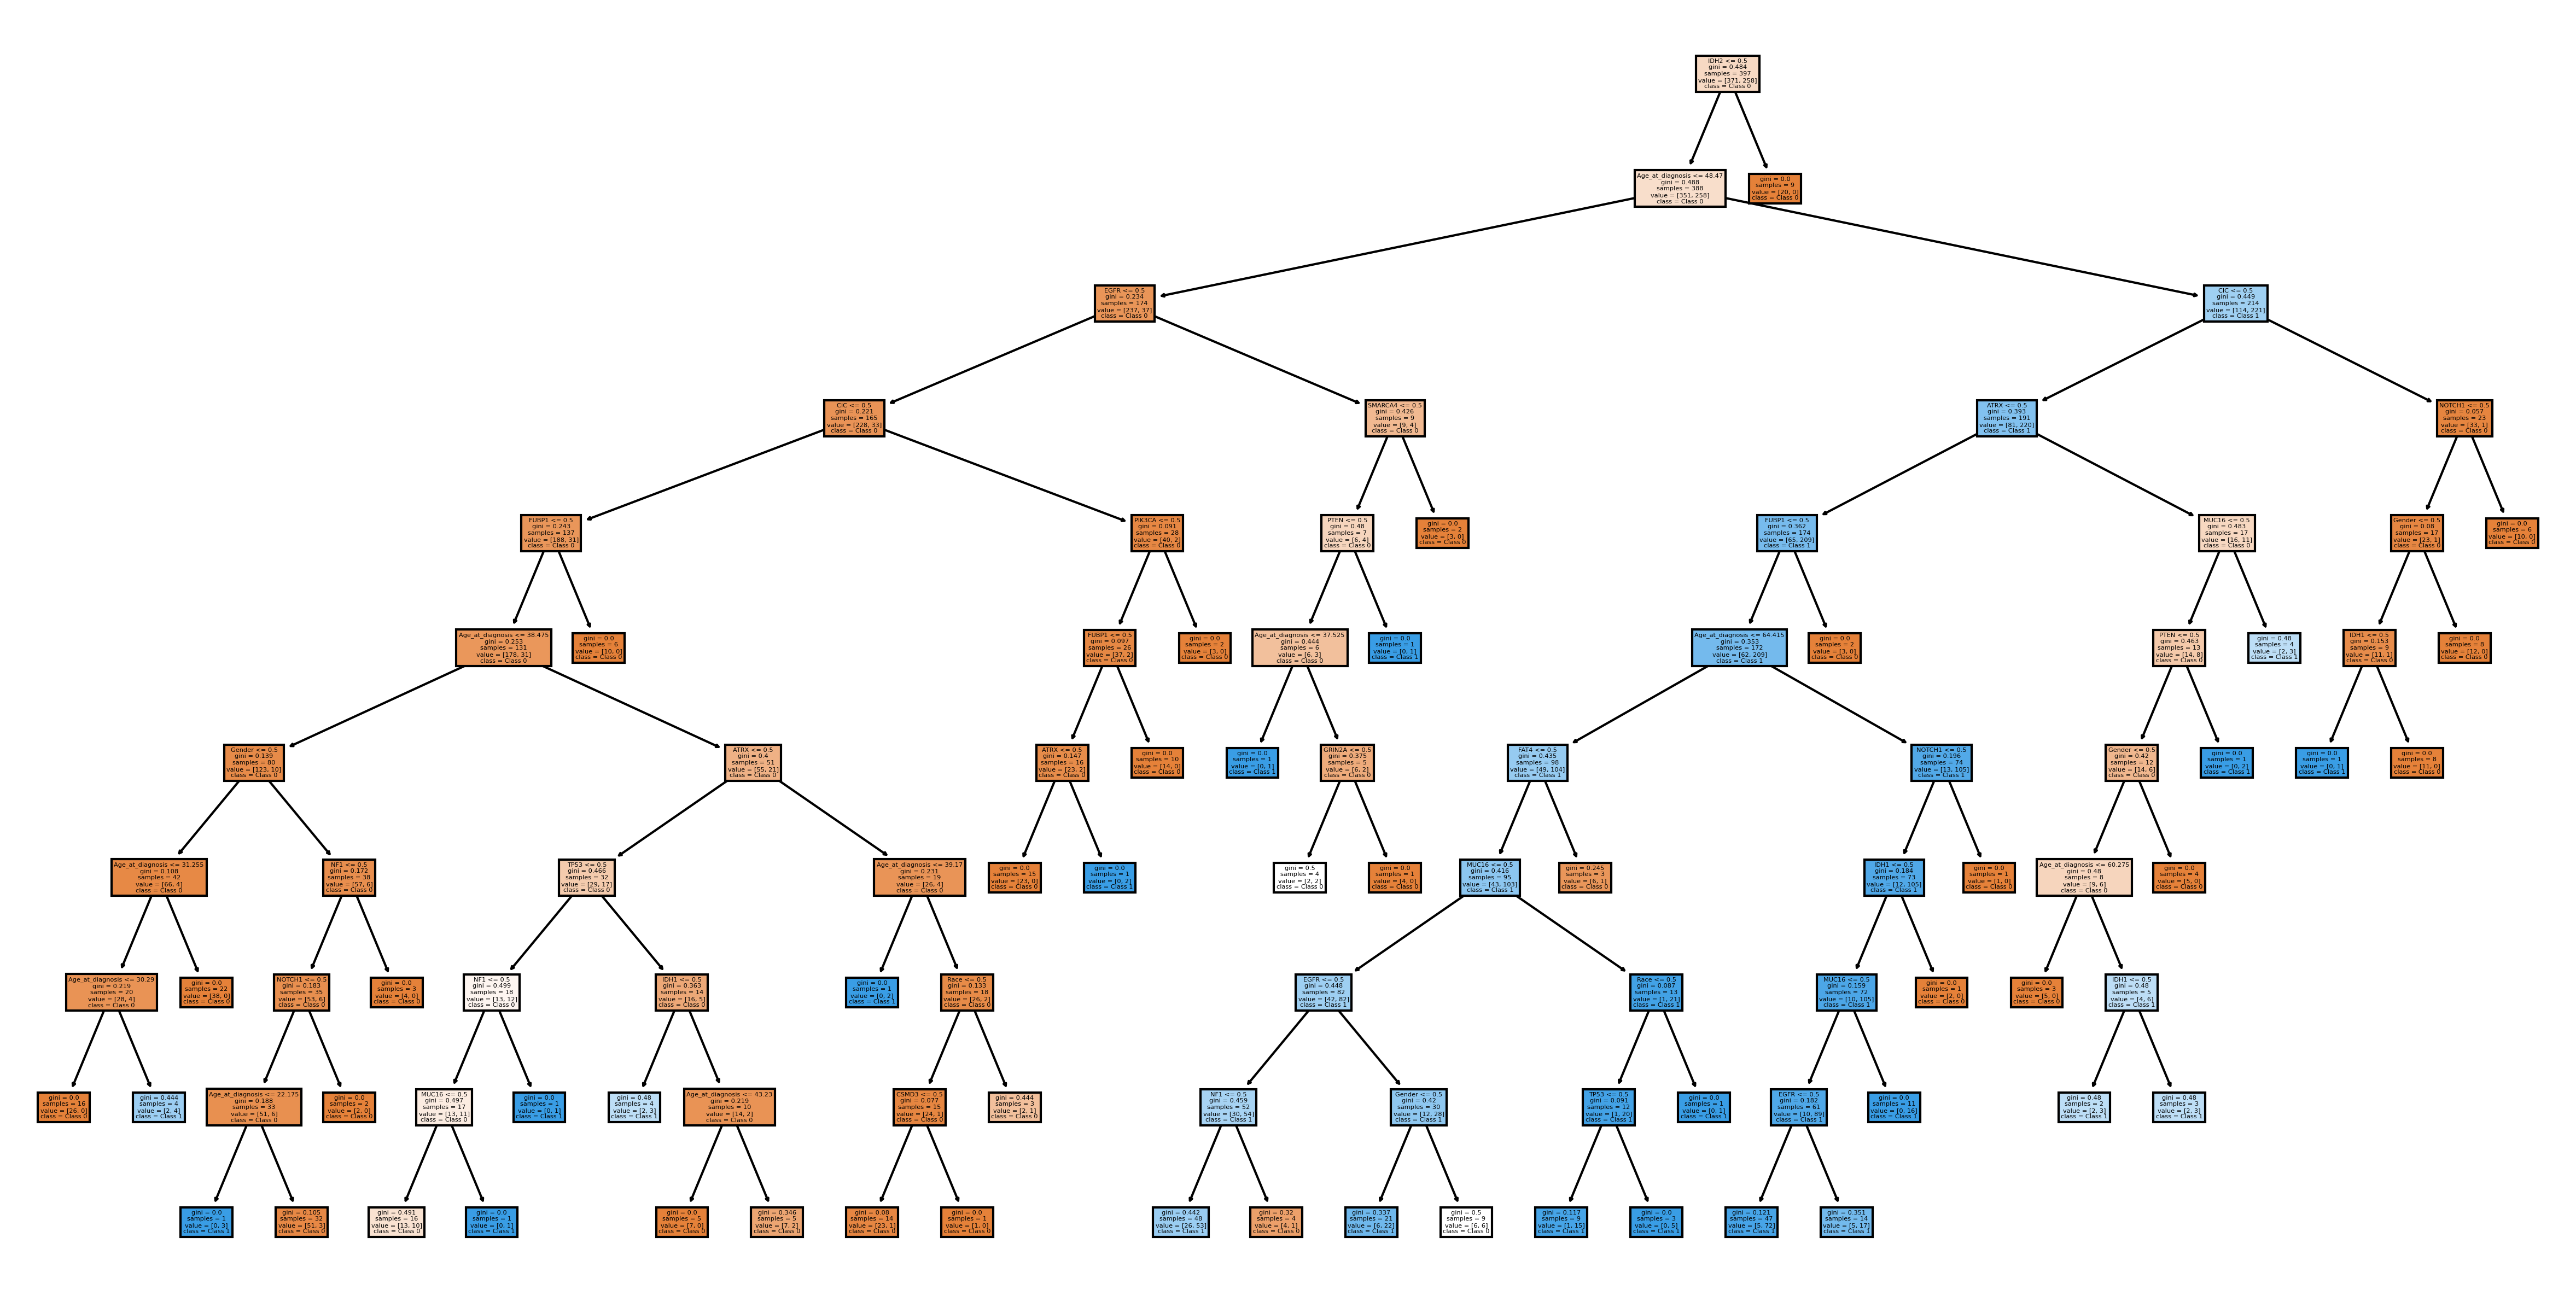 IDH2 <= 0.5
gini = 0.484
samples = 397
value = [371, 258]
class = Class 0
Age_at_diagnosis <= 48.47
gini = 0.488
samples = 388
value = [351, 258]
class = Class 0
gini = 0.0
samples = 9
value = [20, 0]
class = Class 0
EGFR <= 0.5
gini = 0.234
samples = 174
value = [237, 37]
class = Class 0
CIC <= 0.5
gini = 0.449
samples = 214
value = [114, 221]
class = Class 1
CIC <= 0.5
gini = 0.221
samples = 165
value = [228, 33]
class = Class 0
SMARCA4 <= 0.5
gini = 0.426
samples = 9
value = [9, 4]
class = Class 0
ATRX <= 0.5
gini = 0.393
samples = 191
value = [81, 220]
class = Class 1
NOTCH1 <= 0.5
gini = 0.057
samples = 23
value = [33, 1]
class = Class 0
FUBP1 <= 0.5
gini = 0.243
samples = 137
value = [188, 31]
class = Class 0
PIK3CA <= 0.5
gini = 0.091
samples = 28
value = [40, 2]
class = Class 0
PTEN <= 0.5
gini = 0.48
samples = 7
value = [6, 4]
class = Class 0
gini = 0.0
samples = 2
value = [3, 0]
class = Class 0
FUBP1 <= 0.5
gini = 0.362
samples = 174
value = [65, 209]
class = Class 1
MUC16 <= 0.5
gini = 0.483
samples = 17
value = [16, 11]
class = Class 0
Gender <= 0.5
gini = 0.08
samples = 17
value = [23, 1]
class = Class 0
gini = 0.0
samples = 6
value = [10, 0]
class = Class 0
Age_at_diagnosis <= 38.475
gini = 0.253
samples = 131
value = [178, 31]
class = Class 0
gini = 0.0
samples = 6
value = [10, 0]
class = Class 0
FUBP1 <= 0.5
gini = 0.097
samples = 26
value = [37, 2]
class = Class 0
gini = 0.0
samples = 2
value = [3, 0]
class = Class 0
Age_at_diagnosis <= 37.525
gini = 0.444
samples = 6
value = [6, 3]
class = Class 0
gini = 0.0
samples = 1
value = [0, 1]
class = Class 1
Age_at_diagnosis <= 64.415
gini = 0.353
samples = 172
value = [62, 209]
class = Class 1
gini = 0.0
samples = 2
value = [3, 0]
class = Class 0
PTEN <= 0.5
gini = 0.463
samples = 13
value = [14, 8]
class = Class 0
gini = 0.48
samples = 4
value = [2, 3]
class = Class 1
IDH1 <= 0.5
gini = 0.153
samples = 9
value = [11, 1]
class = Class 0
gini = 0.0
samples = 8
value = [12, 0]
class = Class 0
Gender <= 0.5
gini = 0.139
samples = 80
value = [123, 10]
class = Class 0
ATRX <= 0.5
gini = 0.4
samples = 51
value = [55, 21]
class = Class 0
ATRX <= 0.5
gini = 0.147
samples = 16
value = [23, 2]
class = Class 0
gini = 0.0
samples = 10
value = [14, 0]
class = Class 0
gini = 0.0
samples = 1
value = [0, 1]
class = Class 1
GRIN2A <= 0.5
gini = 0.375
samples = 5
value = [6, 2]
class = Class 0
FAT4 <= 0.5
gini = 0.435
samples = 98
value = [49, 104]
class = Class 1
NOTCH1 <= 0.5
gini = 0.196
samples = 74
value = [13, 105]
class = Class 1
Gender <= 0.5
gini = 0.42
samples = 12
value = [14, 6]
class = Class 0
gini = 0.0
samples = 1
value = [0, 2]
class = Class 1
gini = 0.0
samples = 1
value = [0, 1]
class = Class 1
gini = 0.0
samples = 8
value = [11, 0]
class = Class 0
Age_at_diagnosis <= 31.255
gini = 0.108
samples = 42
value = [66, 4]
class = Class 0
NF1 <= 0.5
gini = 0.172
samples = 38
value = [57, 6]
class = Class 0
TP53 <= 0.5
gini = 0.466
samples = 32
value = [29, 17]
class = Class 0
Age_at_diagnosis <= 39.17
gini = 0.231
samples = 19
value = [26, 4]
class = Class 0
gini = 0.0
samples = 15
value = [23, 0]
class = Class 0
gini = 0.0
samples = 1
value = [0, 2]
class = Class 1
gini = 0.5
samples = 4
value = [2, 2]
class = Class 0
gini = 0.0
samples = 1
value = [4, 0]
class = Class 0
MUC16 <= 0.5
gini = 0.416
samples = 95
value = [43, 103]
class = Class 1
gini = 0.245
samples = 3
value = [6, 1]
class = Class 0
IDH1 <= 0.5
gini = 0.184
samples = 73
value = [12, 105]
class = Class 1
gini = 0.0
samples = 1
value = [1, 0]
class = Class 0
Age_at_diagnosis <= 60.275
gini = 0.48
samples = 8
value = [9, 6]
class = Class 0
gini = 0.0
samples = 4
value = [5, 0]
class = Class 0
Age_at_diagnosis <= 30.29
gini = 0.219
samples = 20
value = [28, 4]
class = Class 0
gini = 0.0
samples = 22
value = [38, 0]
class = Class 0
NOTCH1 <= 0.5
gini = 0.183
samples = 35
value = [53, 6]
class = Class 0
gini = 0.0
samples = 3
value = [4, 0]
class = Class 0
NF1 <= 0.5
gini = 0.499
samples = 18
value = [13, 12]
class = Class 0
IDH1 <= 0.5
gini = 0.363
samples = 14
value = [16, 5]
class = Class 0
gini = 0.0
samples = 1
value = [0, 2]
class = Class 1
Race <= 0.5
gini = 0.133
samples = 18
value = [26, 2]
class = Class 0
EGFR <= 0.5
gini = 0.448
samples = 82
value = [42, 82]
class = Class 1
Race <= 0.5
gini = 0.087
samples = 13
value = [1, 21]
class = Class 1
MUC16 <= 0.5
gini = 0.159
samples = 72
value = [10, 105]
class = Class 1
gini = 0.0
samples = 1
value = [2, 0]
class = Class 0
gini = 0.0
samples = 3
value = [5, 0]
class = Class 0
IDH1 <= 0.5
gini = 0.48
samples = 5
value = [4, 6]
class = Class 1
gini = 0.0
samples = 16
value = [26, 0]
class = Class 0
gini = 0.444
samples = 4
value = [2, 4]
class = Class 1
Age_at_diagnosis <= 22.175
gini = 0.188
samples = 33
value = [51, 6]
class = Class 0
gini = 0.0
samples = 2
value = [2, 0]
class = Class 0
MUC16 <= 0.5
gini = 0.497
samples = 17
value = [13, 11]
class = Class 0
gini = 0.0
samples = 1
value = [0, 1]
class = Class 1
gini = 0.48
samples = 4
value = [2, 3]
class = Class 1
Age_at_diagnosis <= 43.23
gini = 0.219
samples = 10
value = [14, 2]
class = Class 0
CSMD3 <= 0.5
gini = 0.077
samples = 15
value = [24, 1]
class = Class 0
gini = 0.444
samples = 3
value = [2, 1]
class = Class 0
NF1 <= 0.5
gini = 0.459
samples = 52
value = [30, 54]
class = Class 1
Gender <= 0.5
gini = 0.42
samples = 30
value = [12, 28]
class = Class 1
TP53 <= 0.5
gini = 0.091
samples = 12
value = [1, 20]
class = Class 1
gini = 0.0
samples = 1
value = [0, 1]
class = Class 1
EGFR <= 0.5
gini = 0.182
samples = 61
value = [10, 89]
class = Class 1
gini = 0.0
samples = 11
value = [0, 16]
class = Class 1
gini = 0.48
samples = 2
value = [2, 3]
class = Class 1
gini = 0.48
samples = 3
value = [2, 3]
class = Class 1
gini = 0.0
samples = 1
value = [0, 3]
class = Class 1
gini = 0.105
samples = 32
value = [51, 3]
class = Class 0
gini = 0.491
samples = 16
value = [13, 10]
class = Class 0
gini = 0.0
samples = 1
value = [0, 1]
class = Class 1
gini = 0.0
samples = 5
value = [7, 0]
class = Class 0
gini = 0.346
samples = 5
value = [7, 2]
class = Class 0
gini = 0.08
samples = 14
value = [23, 1]
class = Class 0
gini = 0.0
samples = 1
value = [1, 0]
class = Class 0
gini = 0.442
samples = 48
value = [26, 53]
class = Class 1
gini = 0.32
samples = 4
value = [4, 1]
class = Class 0
gini = 0.337
samples = 21
value = [6, 22]
class = Class 1
gini = 0.5
samples = 9
value = [6, 6]
class = Class 0
gini = 0.117
samples = 9
value = [1, 15]
class = Class 1
gini = 0.0
samples = 3
value = [0, 5]
class = Class 1
gini = 0.121
samples = 47
value = [5, 72]
class = Class 1
gini = 0.351
samples = 14
value = [5, 17]
class = Class 1